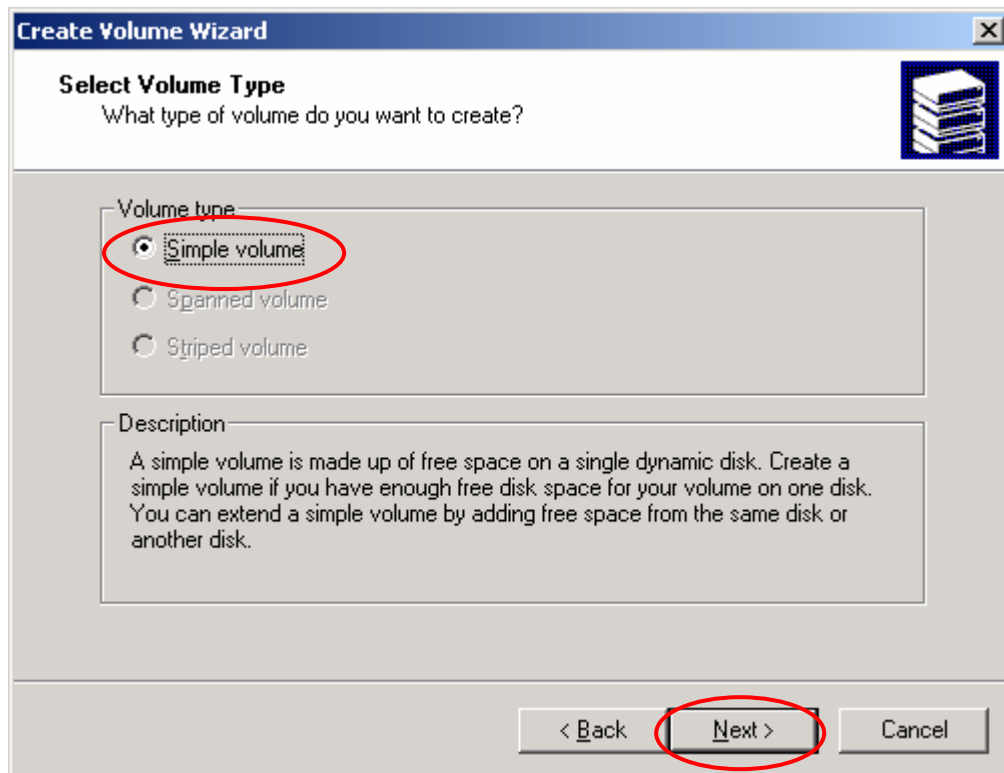 Create Volume Wizard
Select Volume Type
What type of volume do you want to create?
Volume type
Simple volume
Spanned volume
Striped volume
Description
A simple volume is made up of free space on a single dynamic disk. Create a
simple volume if you have enough free disk space for your volume on one disk.
You can extend a simple volume by adding free space from the same disk or
another disk.
< Back
Next >
Cancel